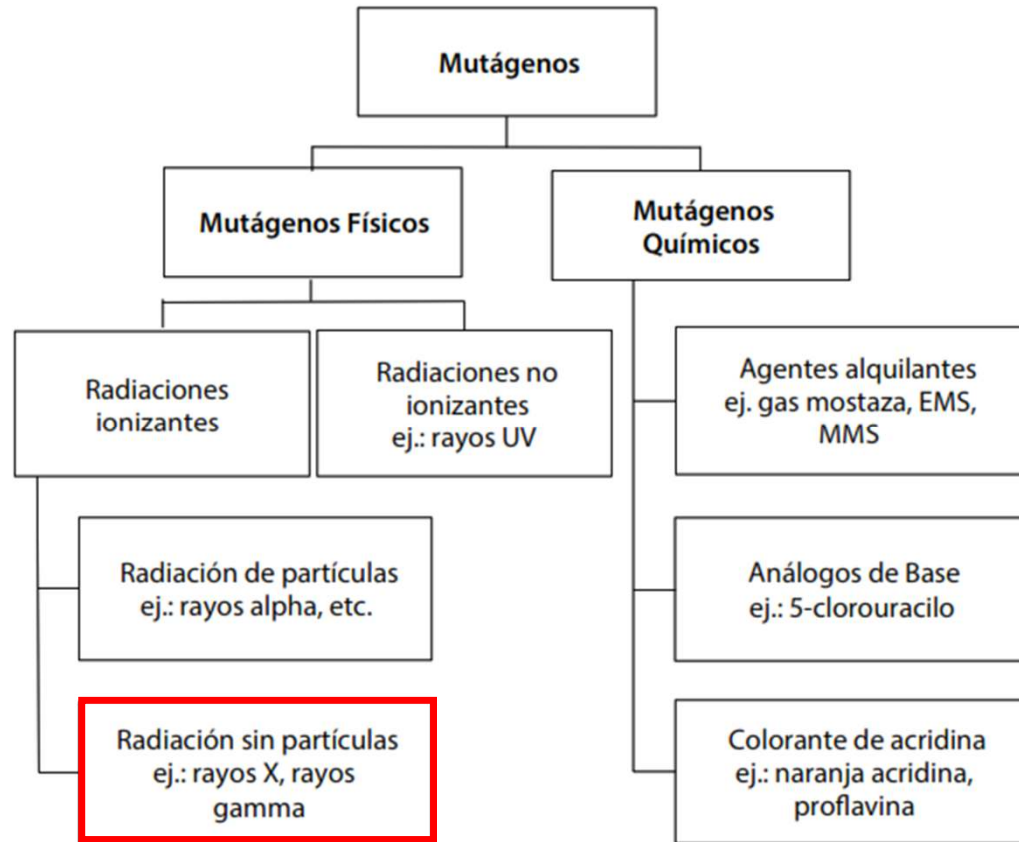 Mutágenos
Mutágenos Físicos
Mutágenos
Químicos
Radiaciones
ionizantes
Radiaciones no
ionizantes
ej.: rayos UV
Agentes alquilantes
ej. gas mostaza, EMS,
MMS
Radiación de partículas
ej.: rayos alpha, etc.
Análogos de Base
ej.: 5-clorouracilo
Radiación sin partículas
ej.: rayos X, rayos
gamma
Colorante de acridina
ej.: naranja acridina,
proflavina